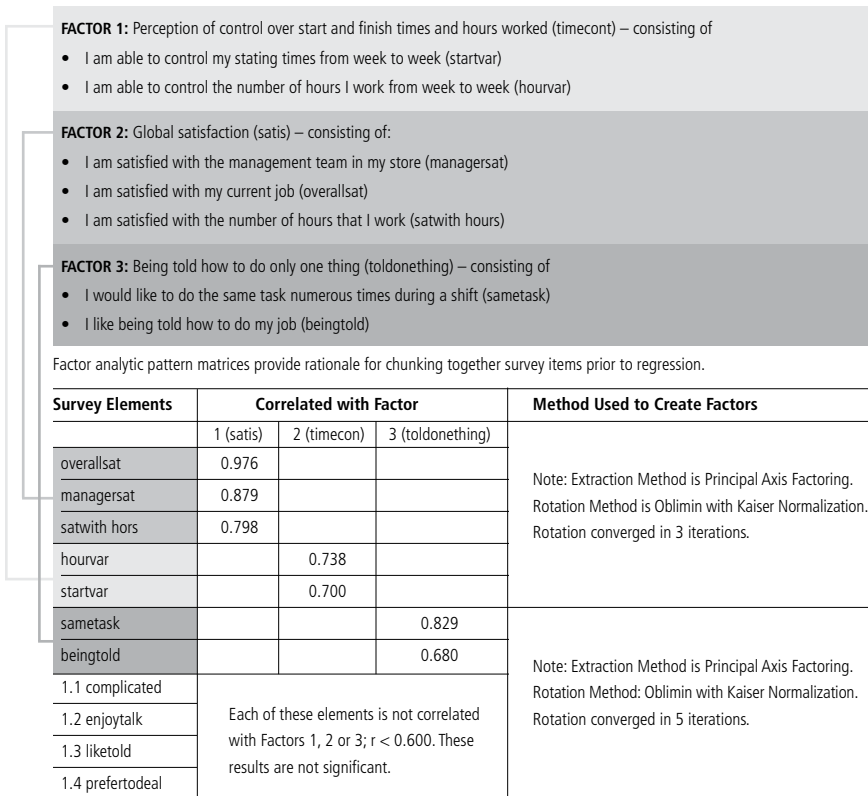 FACTOR 1: Perception of control over start and finish times and hours worked (timecont) – consisting of
• I am able to control my stating times from week to week (startvar)
• I am able to control the number of hours I work from week to week (hourvar)
FACTOR 2: Global satisfaction (satis) – consisting of:
• I am satisfied with the management team in my store (managersat)
• I am satisfied with my current job (overallsat)
• I am satisfied with the number of hours that I work (satwith hours)
FACTOR 3: Being told how to do only one thing (toldonething) – consisting of
• I would like to do the same task numerous times during a shift (sametask)
• I like being told how to do my job (beingtold)
Factor analytic pattern matrices provide rationale for chunking together survey items prior to regression.
Survey Elements Correlated with Factor Method Used to Create Factors
1 (satis) 2 (timecon) 3 (toldonething)
overallsat 0.976
managersat 0.879
satwith hors 0.798
hourvar 0.738
startvar 0.700
Note: Extraction Method is Principal Axis Factoring.
Rotation Method is Oblimin with Kaiser Normalization.
Rotation converged in 3 iterations.
sametask 0.829
beingtold 0.680
1.1 complicated
1.2 enjoytalk
1.3 liketold
1.4 prefertodeal
Each of these elements is not correlated
with Factors 1, 2 or 3; r < 0.600. These
results are not significant.
Note: Extraction Method is Principal Axis Factoring.
Rotation Method: Oblimin with Kaiser Normalization.
Rotation converged in 5 iterations.